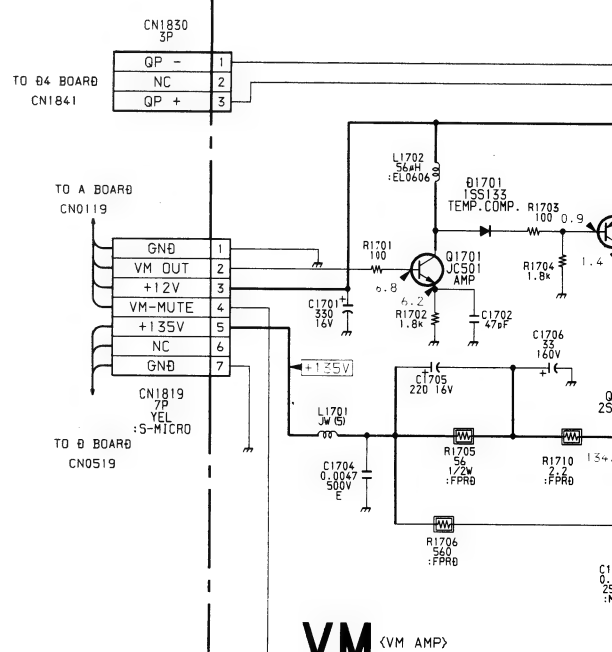 CN1830
3P
QP - 1
TO D4 BOARD
NC 2
CN1841
QP + 3
L1702
56µH
:EL0606
D1701
1SS133
TEMP.COMP.
R1703
100
0.9
TO A BOARD
CN0119
GND 1
VM OUT 2
+12V 3
VM-MUTE 4
+135V 5
NC 6
GND 7
R1701
100
6.8
Q1701
JC501
AMP
R1704
1.8k
1.4
C1701
330
16V
+
6.2
R1702
1.8k
C1702
47pF
C1706
33
160V
+
+135V
+
C1705
220 16V
Q
2S
CN1819
7P
YEL
:S-MICRO
TO D BOARD
CN0519
L1701
JW(5)
C1704
0.0047
500V
E
R1705
56
1/2W
:FPRD
R1710
2.2
:FPRD
134.
R1706
560
:FPRD
C1
0.
25
VM <VM AMP>